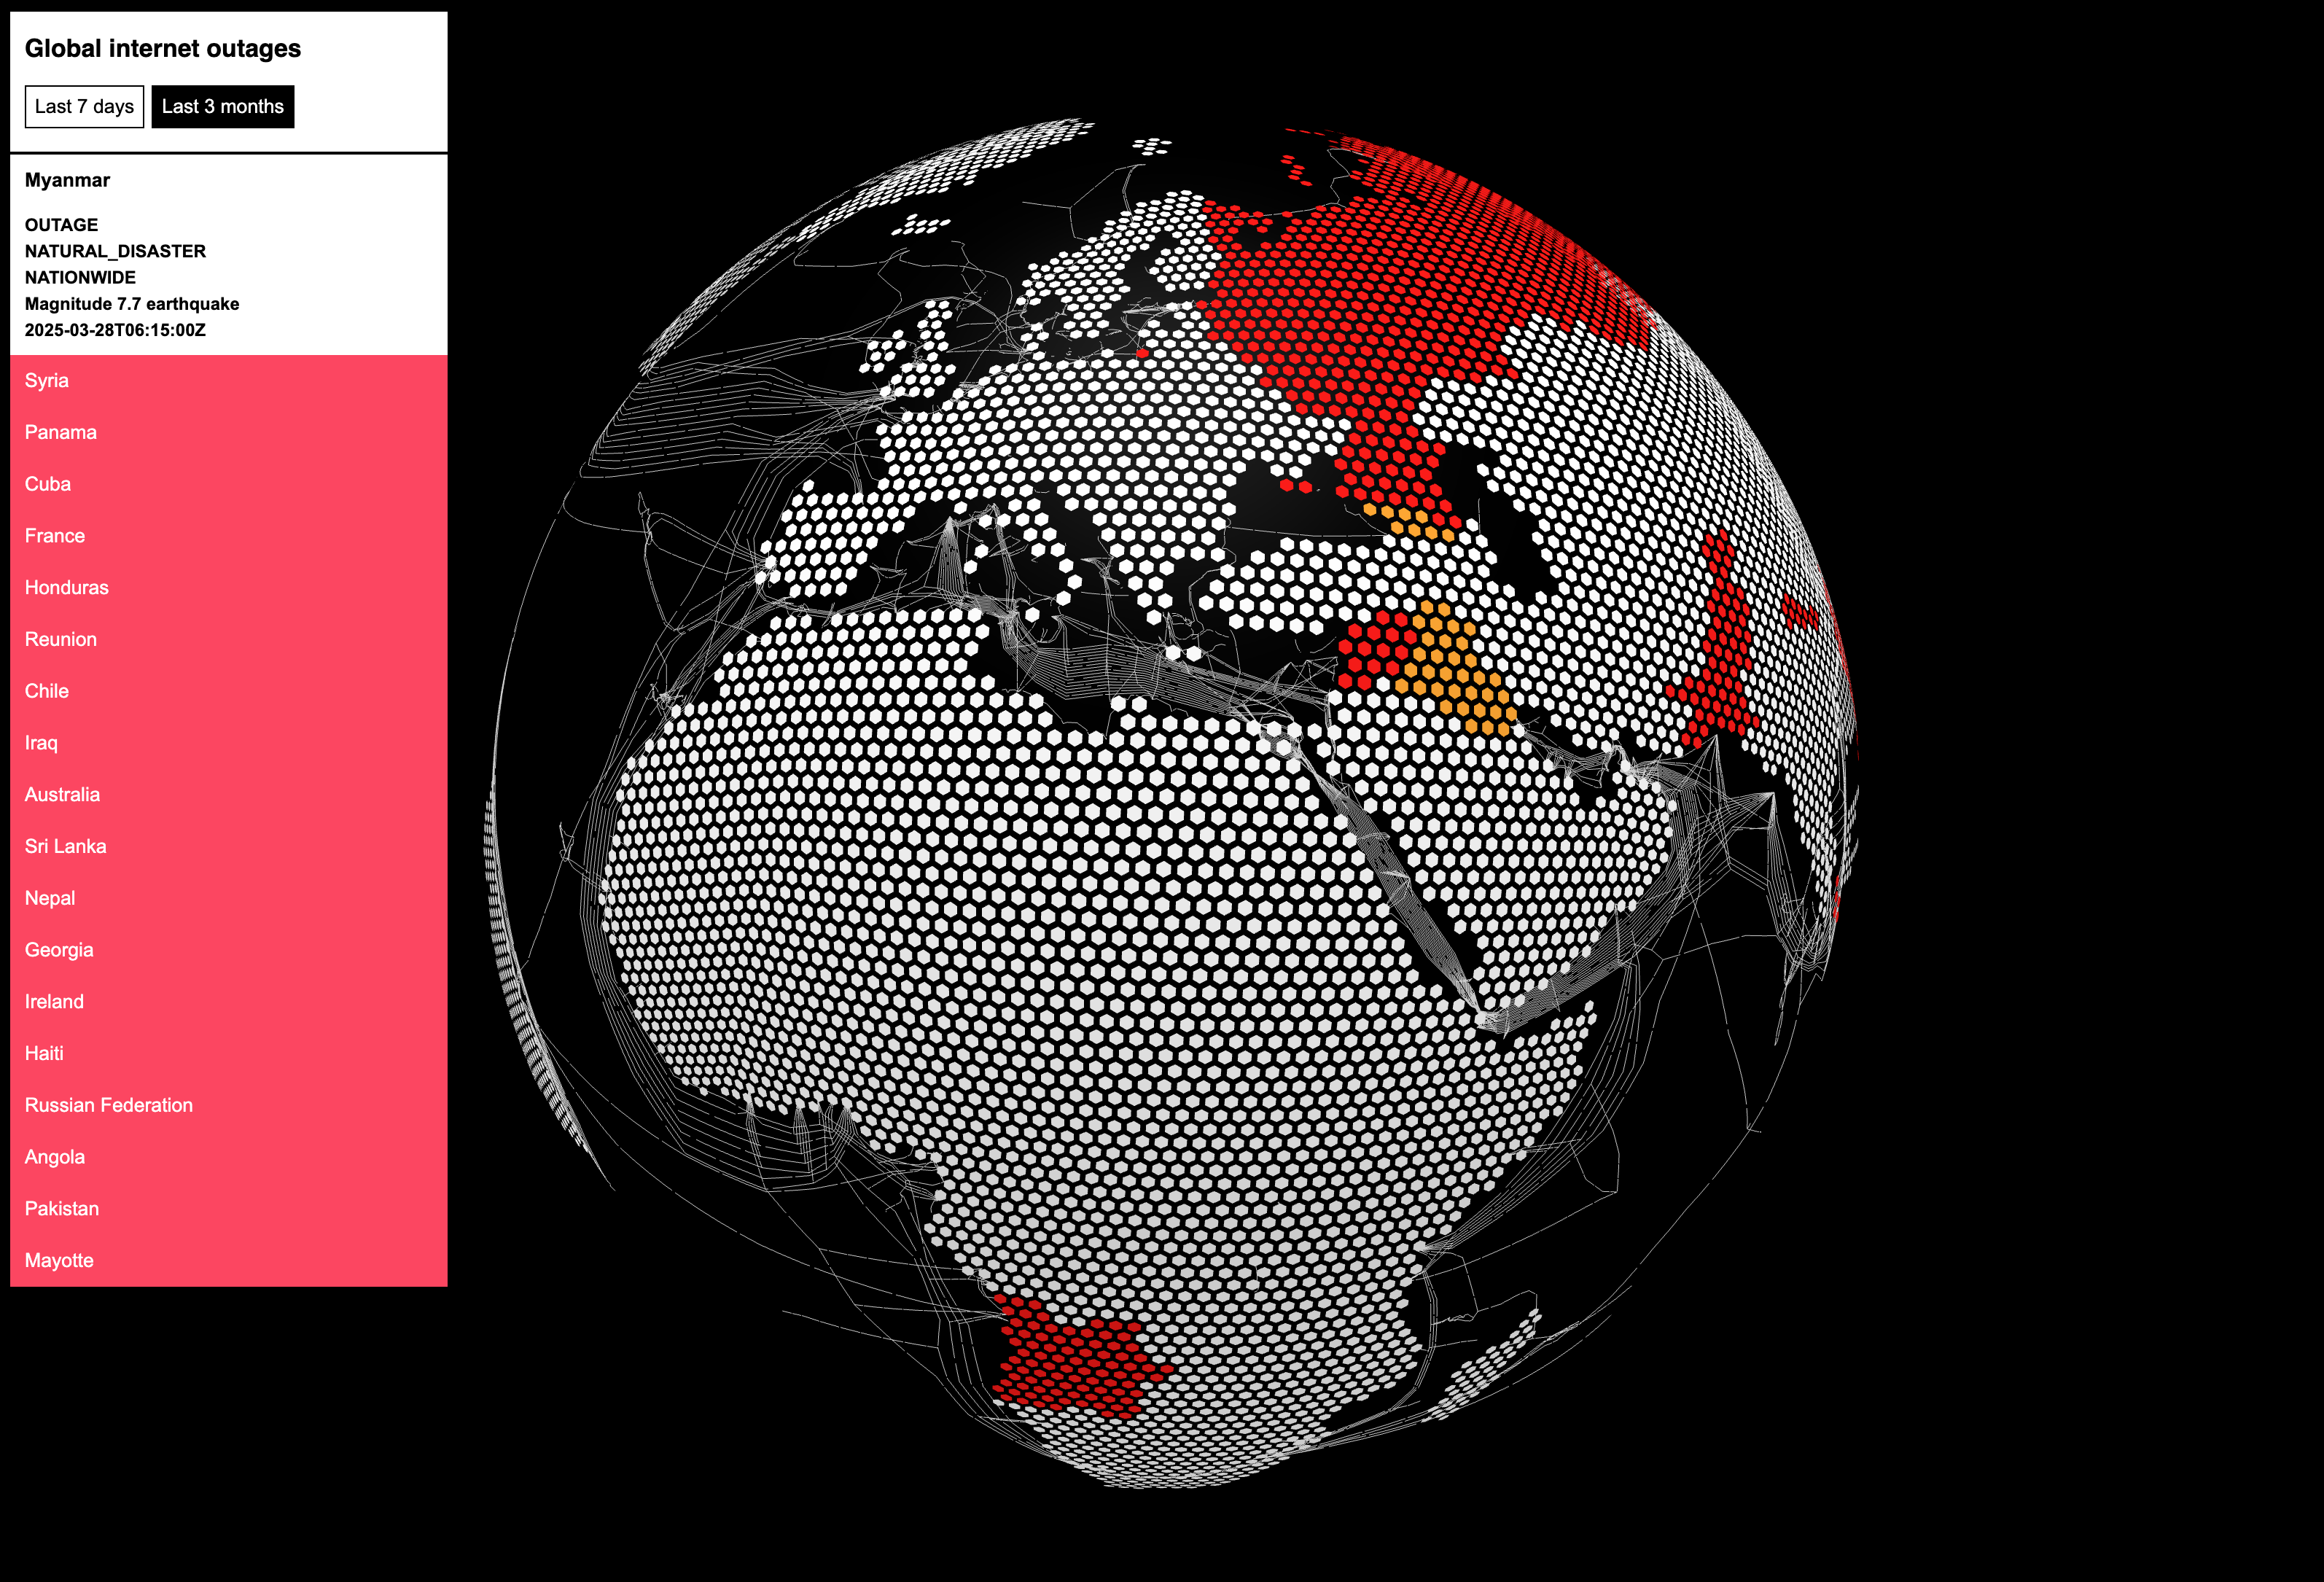 Global internet outages
Last 7 days
Last 3 months
Myanmar
OUTAGE
NATURAL_DISASTER
NATIONWIDE
Magnitude 7.7 earthquake
2025-03-28T06:15:00Z
Syria
Panama
Cuba
France
Honduras
Reunion
Chile
Iraq
Australia
Sri Lanka
Nepal
Georgia
Ireland
Haiti
Russian Federation
Angola
Pakistan
Mayotte